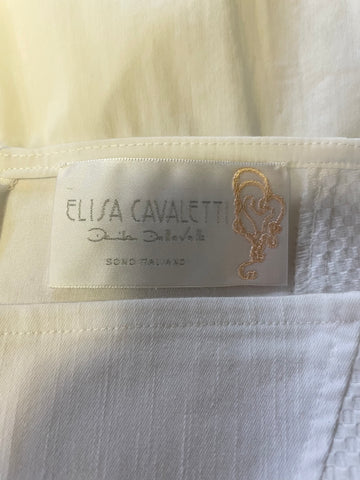 ELISA CAVALETTI
Daniela Dallavalle
SONO ITALIANO